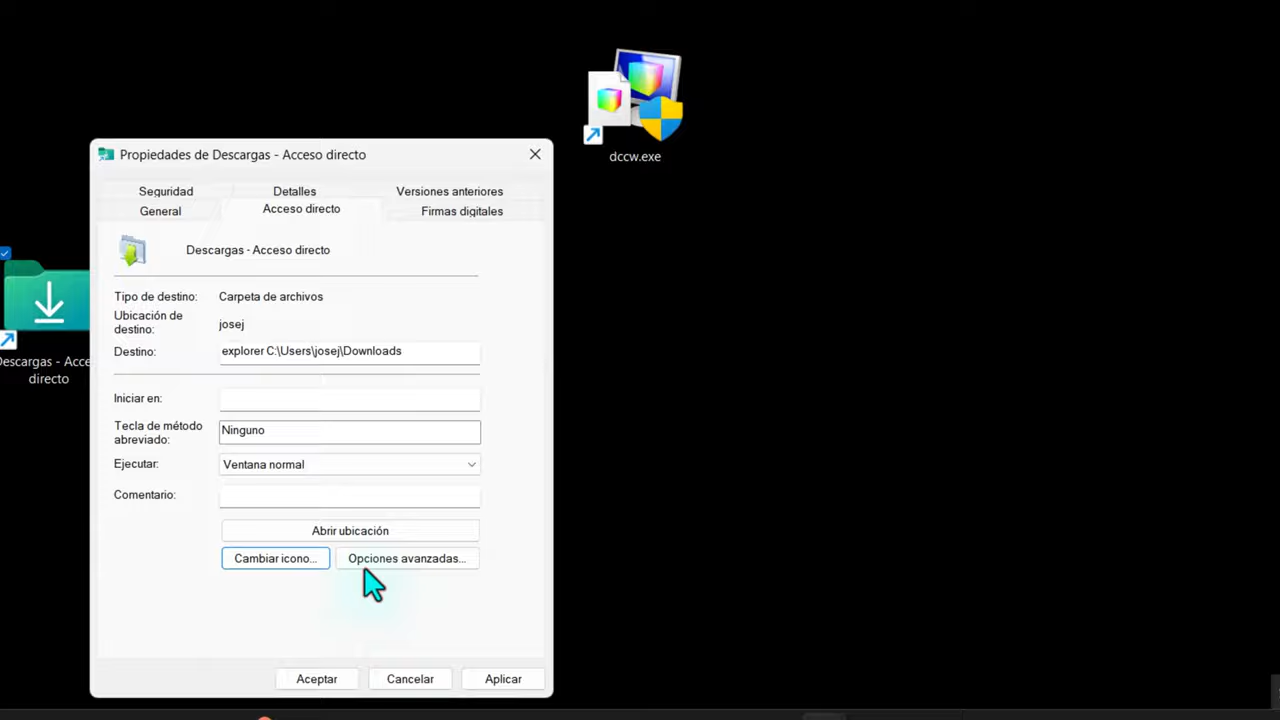 dccw.exe
Propiedades de Descargas - Acceso directo
Seguridad
Detalles
Versiones anteriores
General
Acceso directo
Firmas digitales
Descargas - Acceso directo
Tipo de destino:
Carpeta de archivos
Ubicación de
destino:
josej
Destino:
explorer C:\Users\josej\Downloads
Iniciar en:
Tecla de método
abreviado:
Ninguno
Ejecutar:
Ventana normal
Comentario:
Abrir ubicación
Cambiar icono...
Opciones avanzadas...
Aceptar
Cancelar
Aplicar
Descargas - Acce
directo